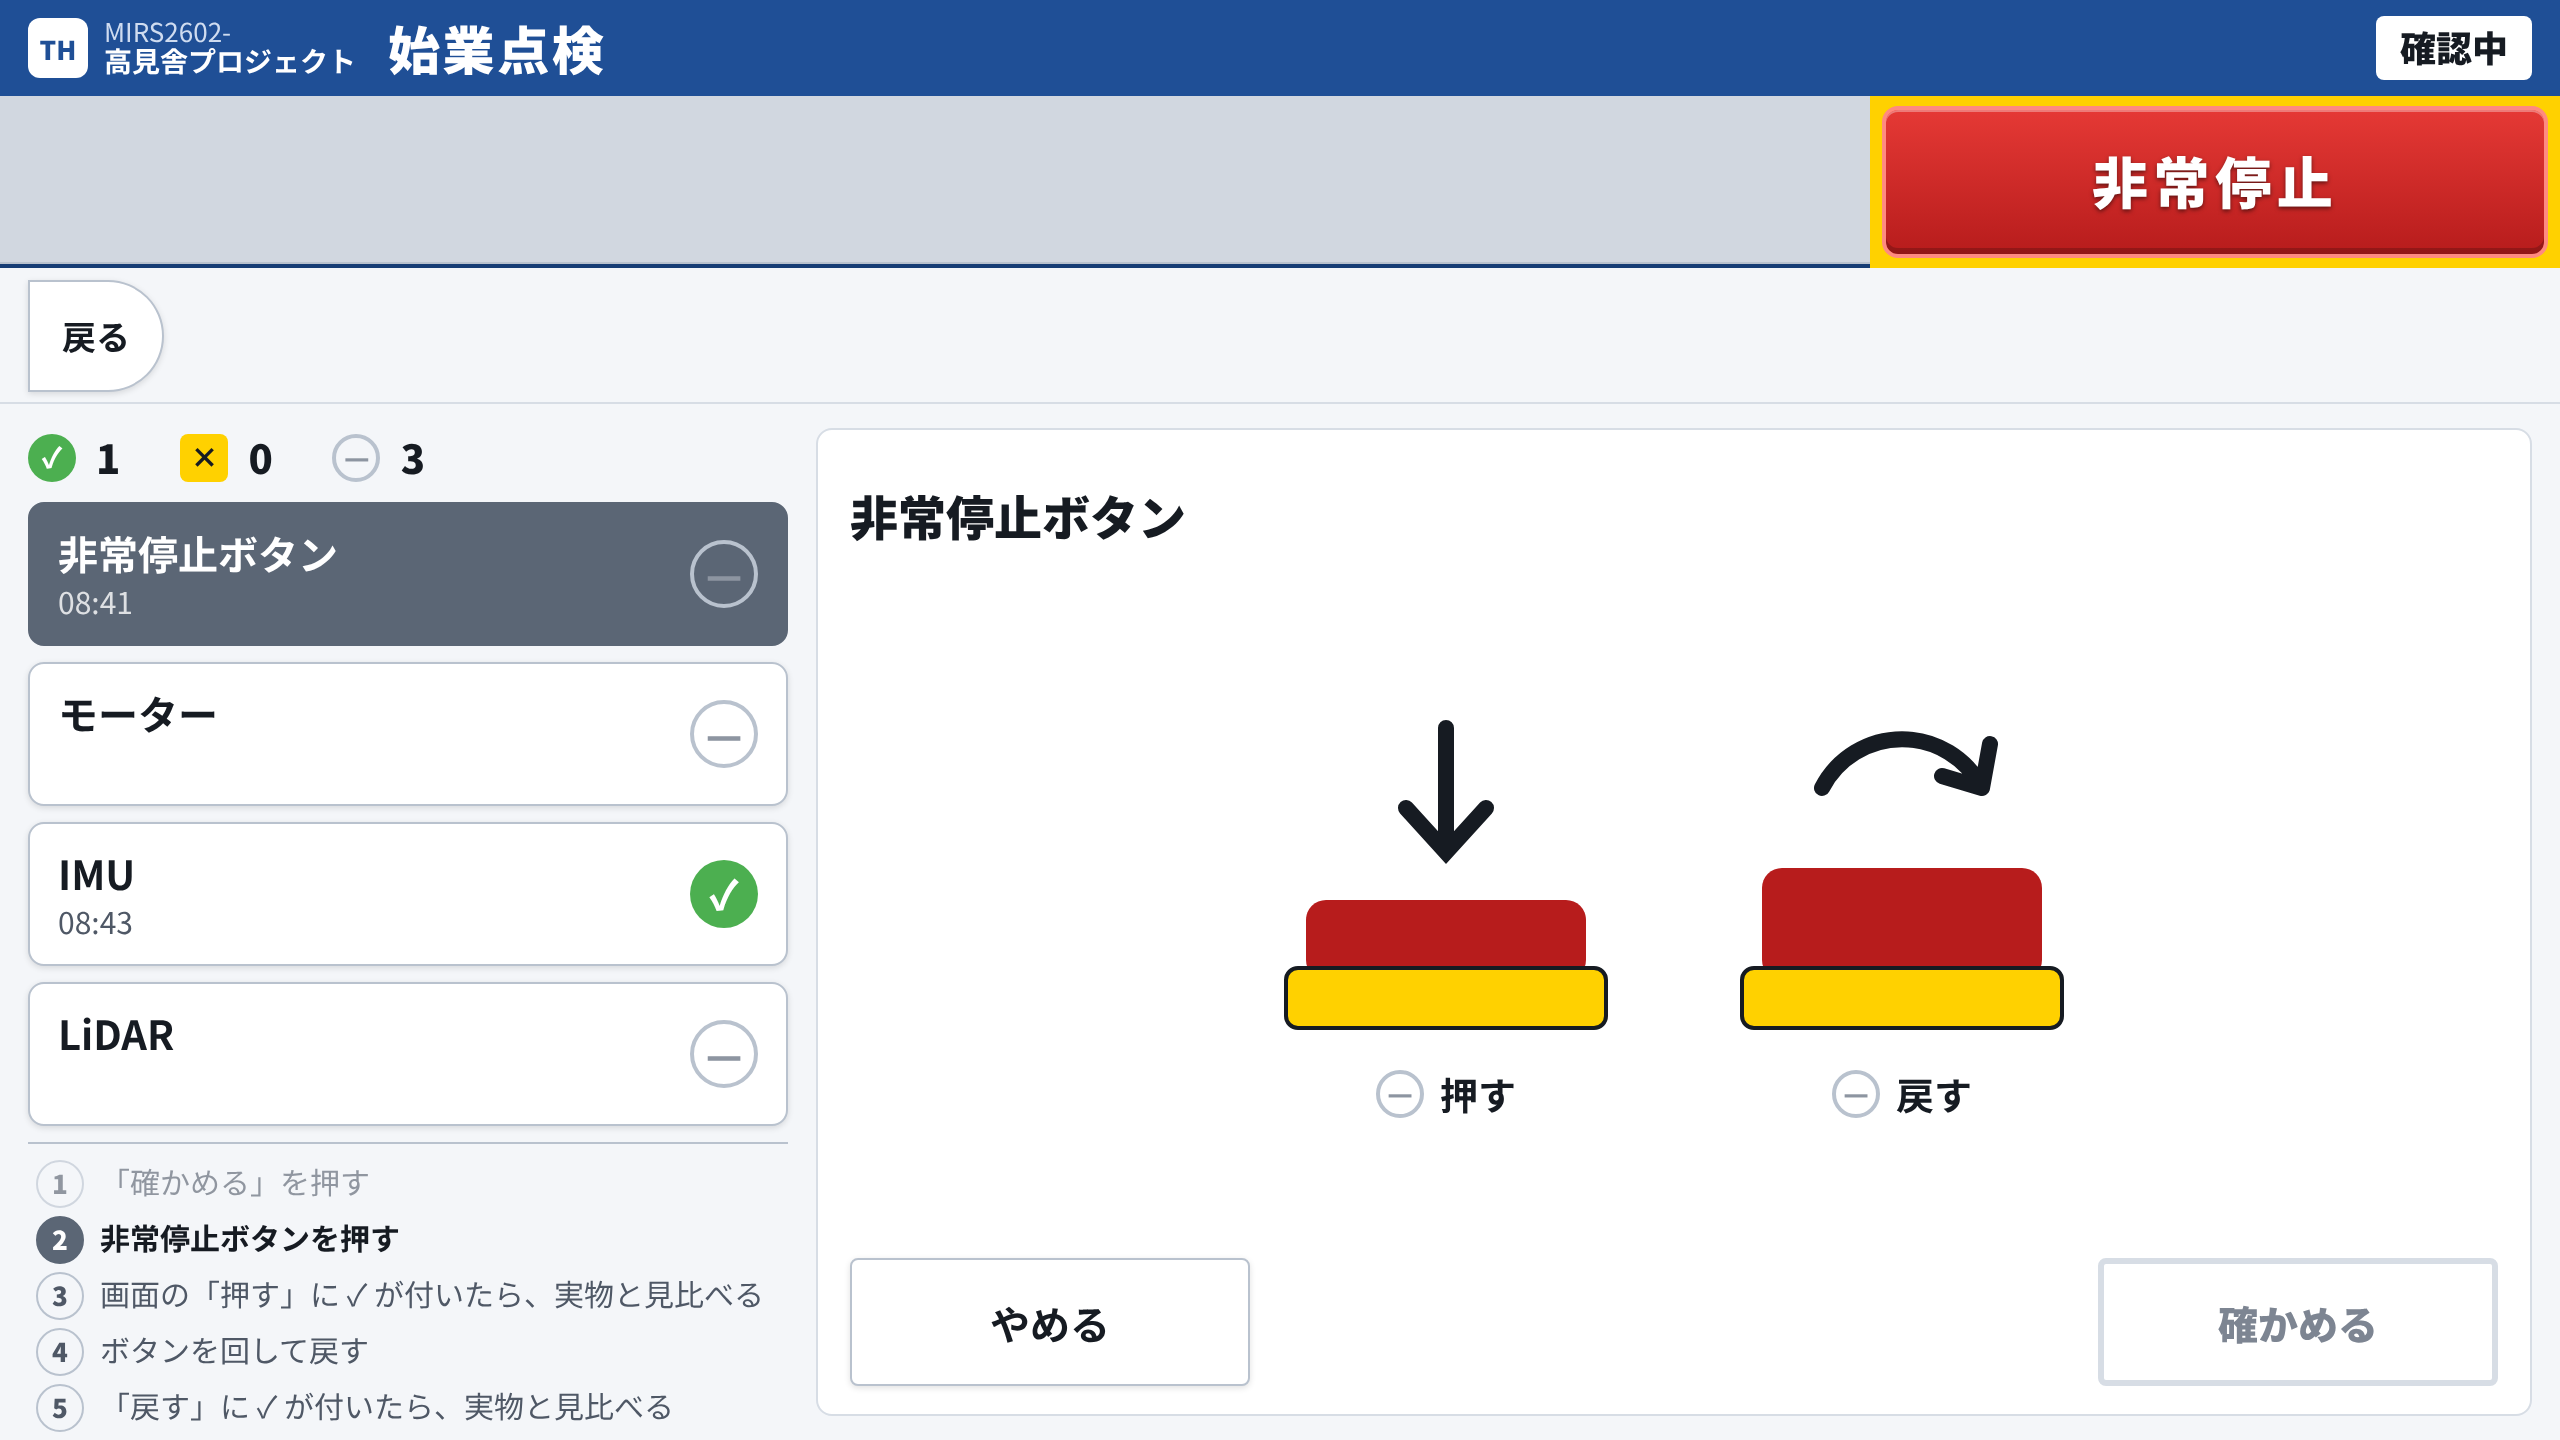 TH
MIRS2602-
高見舎プロジェクト
始業点検
確認中
非常停止
戻る
✓ 1 × 0 — 3
非常停止ボタン
08:41
モーター
IMU
08:43
LiDAR
1 「確かめる」を押す
2 非常停止ボタンを押す
3 画面の「押す」に✓が付いたら、実物と見比べる
4 ボタンを回して戻す
5 「戻す」に✓が付いたら、実物と見比べる
非常停止ボタン
押す
戻す
やめる
確かめる